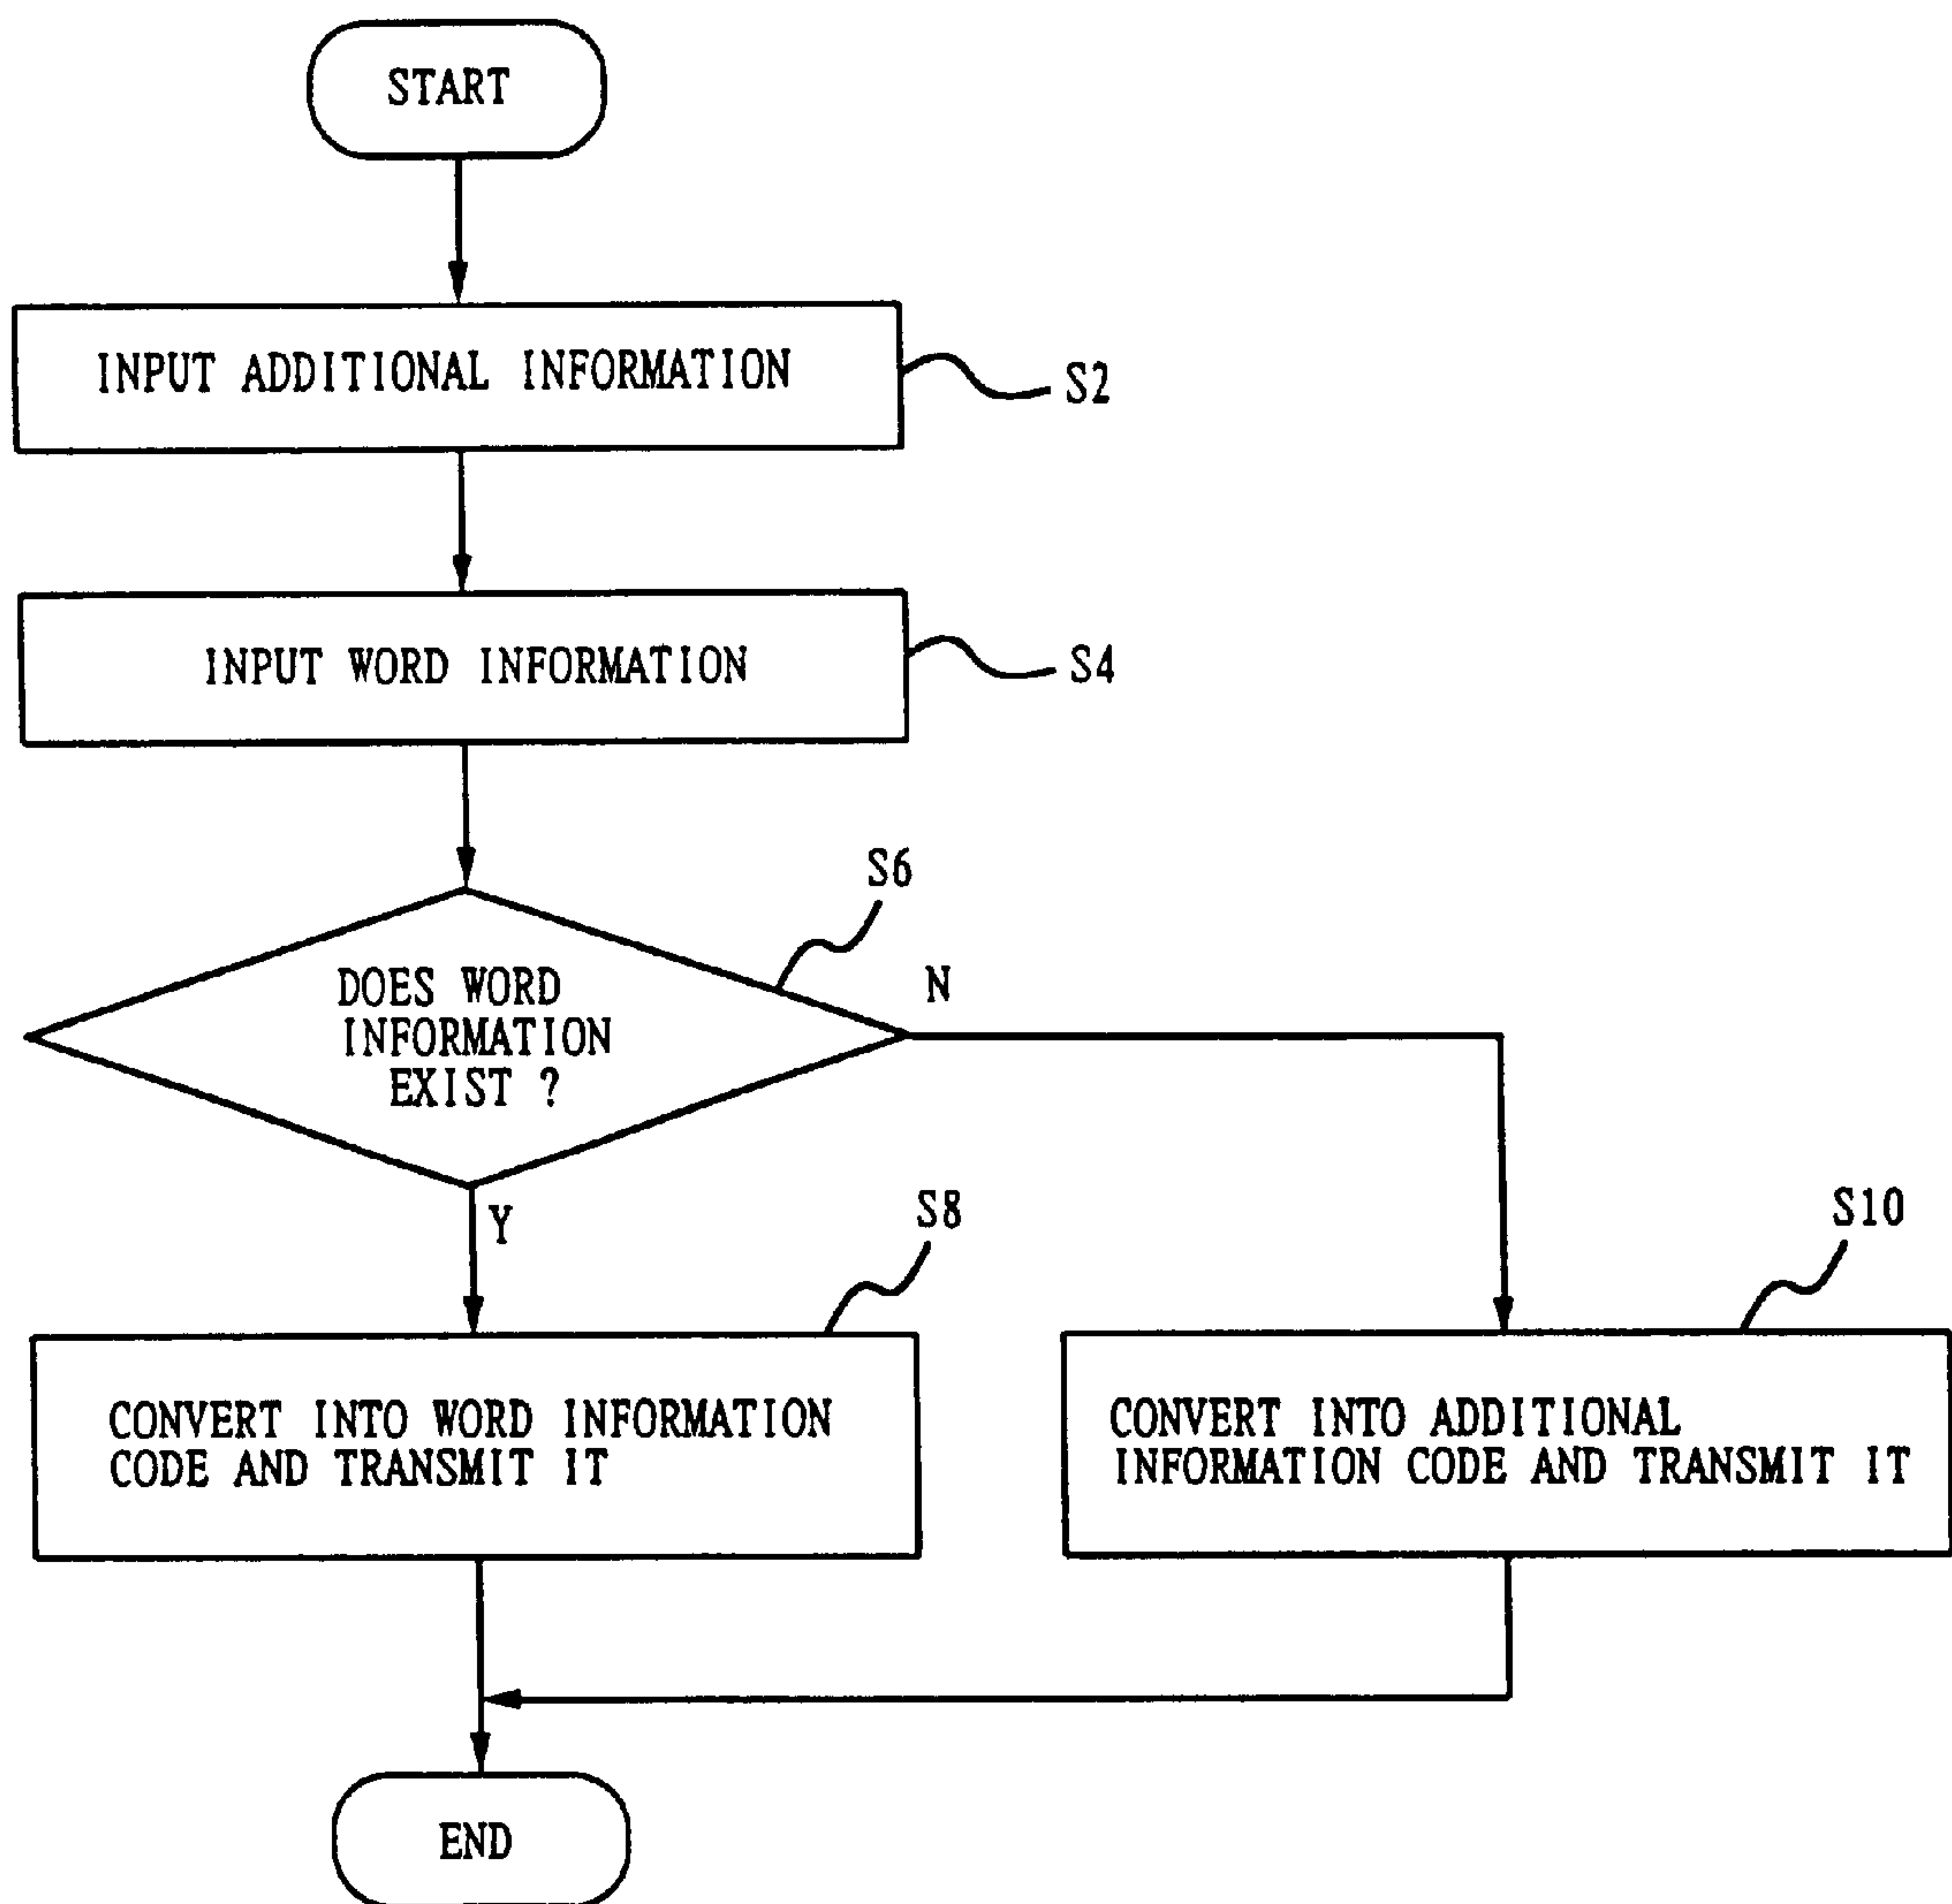 START
INPUT ADDITIONAL INFORMATION
S2
INPUT WORD INFORMATION
S4
S6
DOES WORD
INFORMATION
EXIST ?
N
Y
S8
S10
CONVERT INTO WORD INFORMATION
CODE AND TRANSMIT IT
CONVERT INTO ADDITIONAL
INFORMATION CODE AND TRANSMIT IT
END